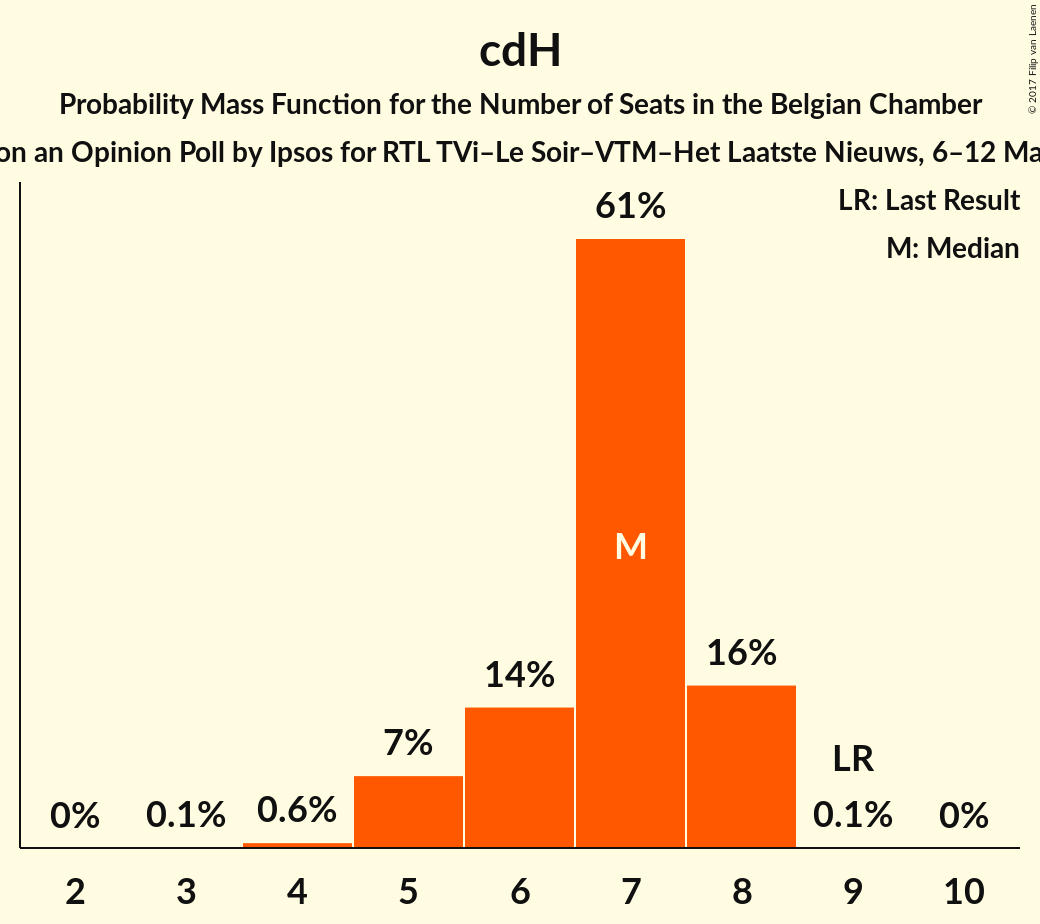 cdH
Probability Mass Function for the Number of Seats in the Belgian Chamber
on an Opinion Poll by Ipsos for RTL TVi–Le Soir–VTM–Het Laatste Nieuws, 6–12 Ma
© 2017 Filip van Laenen
LR: Last Result
M: Median
61%
M
16%
14%
7%
LR
0% 0.1% 0.6% 0.1% 0%
2 3 4 5 6 7 8 9 10